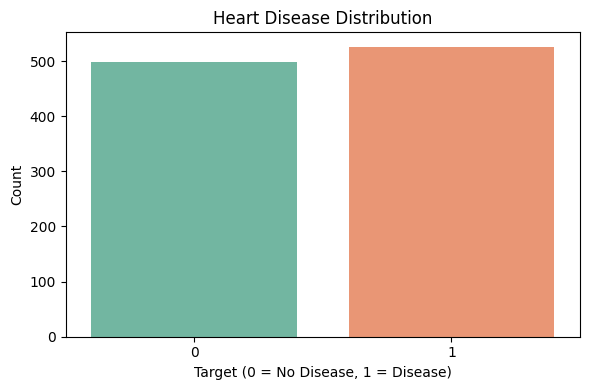 Heart Disease Distribution
Count
500
400
300
200
100
0
0 1
Target (0 = No Disease, 1 = Disease)